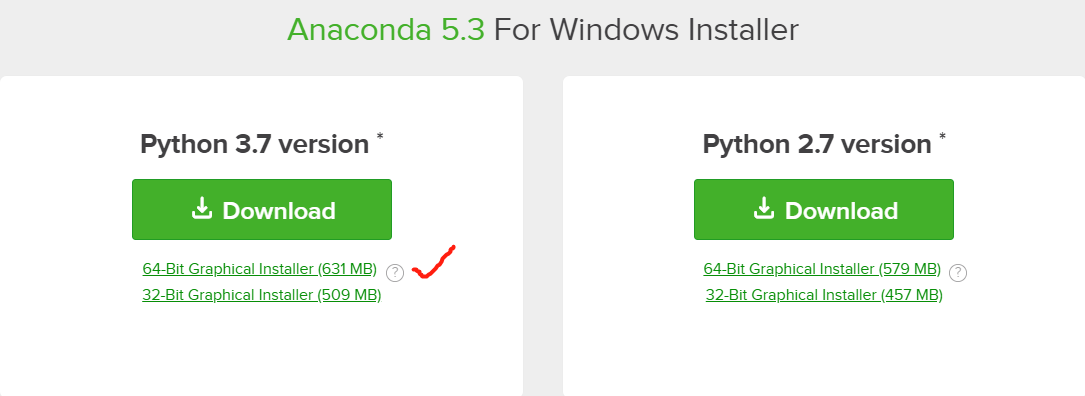 Anaconda 5.3 For Windows Installer
Python 3.7 version *
Download
64-Bit Graphical Installer (631 MB) ?
32-Bit Graphical Installer (509 MB)
Python 2.7 version *
Download
64-Bit Graphical Installer (579 MB) ?
32-Bit Graphical Installer (457 MB)